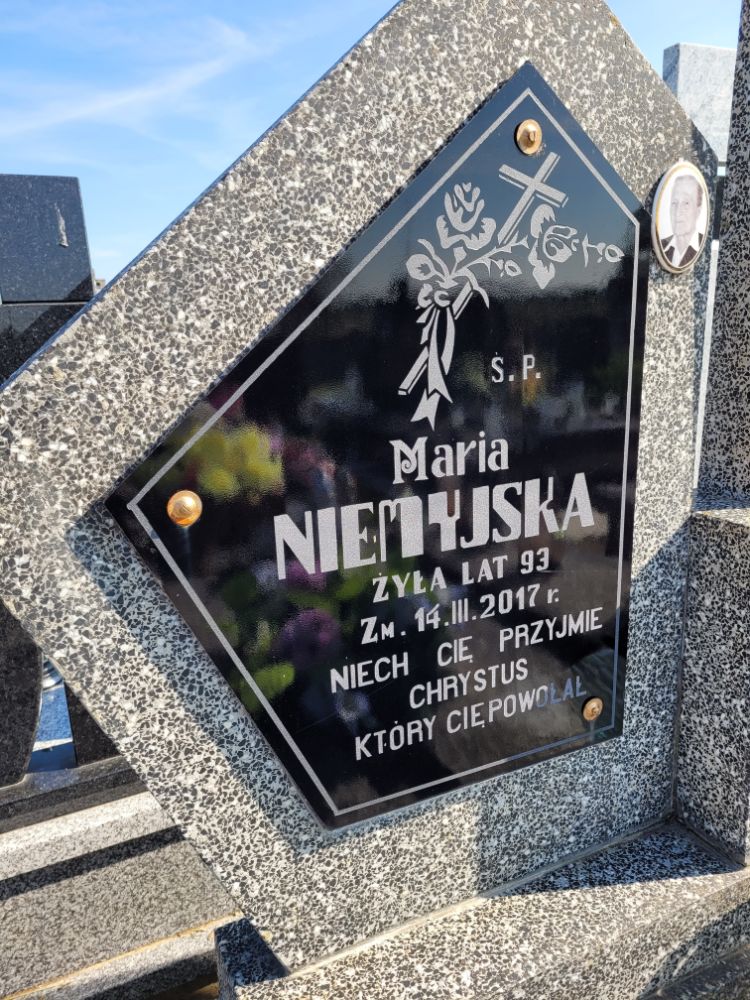 Ś. P.
Maria
NIEMYJSKA
ŻYŁA LAT 93
ZM. 14.III.2017 r.
NIECH CIĘ PRZYJMIE
CHRYSTUS
KTÓRY CIĘ POWOŁAŁ